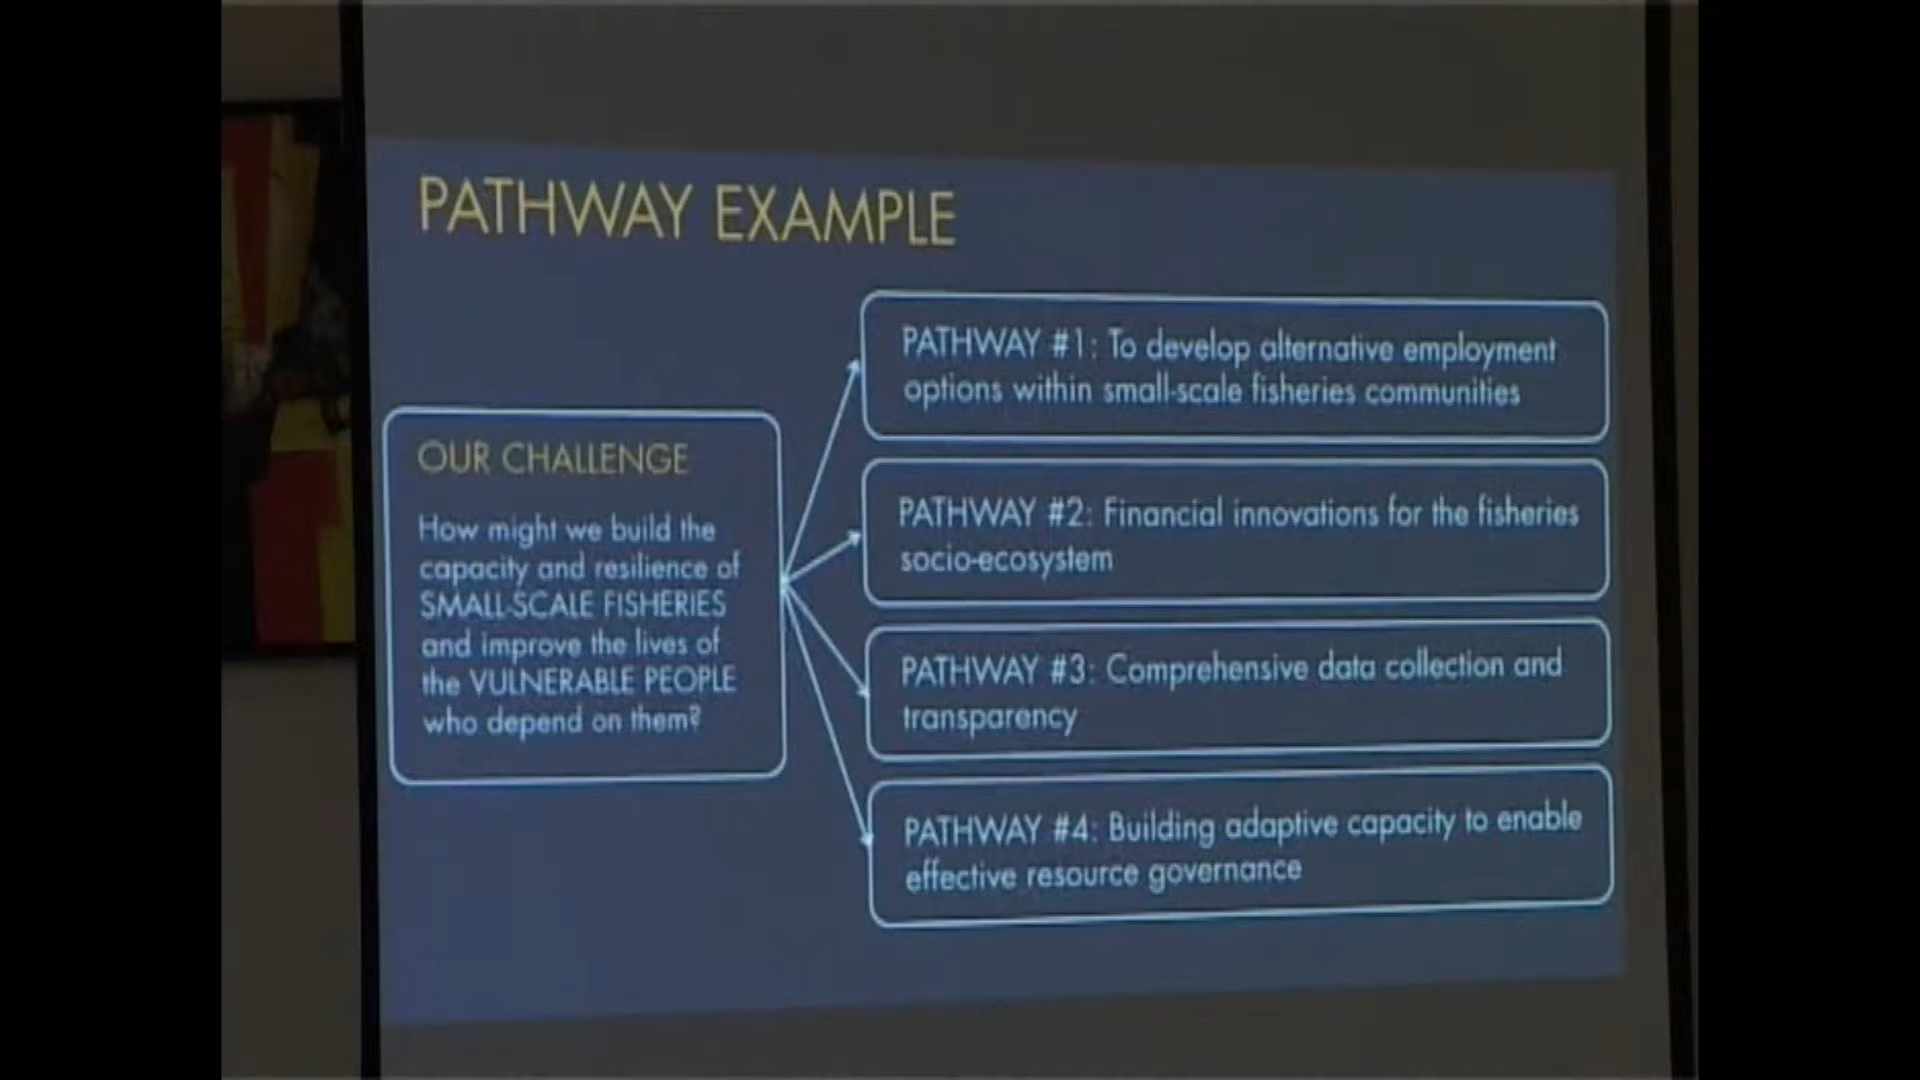 PATHWAY EXAMPLE
OUR CHALLENGE
How might we build the
capacity and resilience of
SMALL-SCALE FISHERIES
and improve the lives of
the VULNERABLE PEOPLE
who depend on them?
PATHWAY #1: To develop alternative employment
options within small-scale fisheries communities
PATHWAY #2: Financial innovations for the fisheries
socio-ecosystem
PATHWAY #3: Comprehensive data collection and
transparency
PATHWAY #4: Building adaptive capacity to enable
effective resource governance